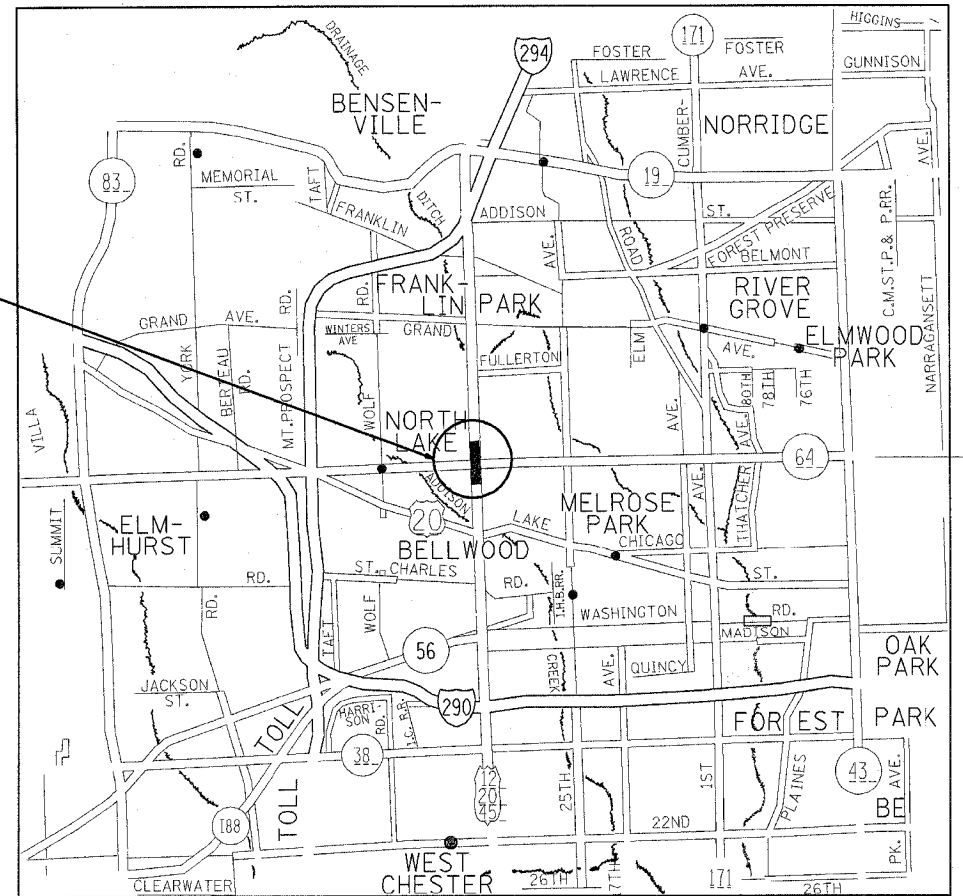 HIGGINS
DRAINAGE
294
171
FOSTER
FOSTER
LAWRENCE
AVE.
GUNNISON
BENSEN-
VILLE
CUMBER-
NORRIDGE
RD.
MEMORIAL
ST.
TAFT
83
19
AVE.
FRANKLIN
DITCH
ADDISON
ST.
ROAD
FOREST PRESERVE
C.M.ST.P.& P.RR.
AVE.
BELMONT
FRANK-
LIN PARK
RIVER
GROVE
RD.
RD.
GRAND
AVE.
WINTERS
AVE
GRAND
ELM
AVE.
ELMWOOD
PARK
NARRAGANSETT
YORK
BERTEAU
RD.
MT.PROSPECT
FULLERTON
80TH
78TH
76TH
VILLA
WOLF
NORTH
LAKE
AVE.
AVE.
64
ADDISON
AVE.
THATCHER
20
LAKE
MELROSE
PARK
CHICAGO
SUMMIT
ELM-
HURST
BELLWOOD
RD.
ST. CHARLES
RD.
I.H.B.RR.
ST.
WASHINGTON
RD.
MADISON
RD.
TAFT
WOLF
56
CREEK
AVE.
QUINCY
OAK
PARK
JACKSON
ST.
TOLL
HARRI-
SON
RD.
I.C. R.R.
290
FOREST
PARK
38
12
20
45
25TH
1ST
PLAINES
43
AVE.
188
TOLL
22ND
BE
WEST
CHESTER
PK.
CLEARWATER
26TH
17TH
171
26TH